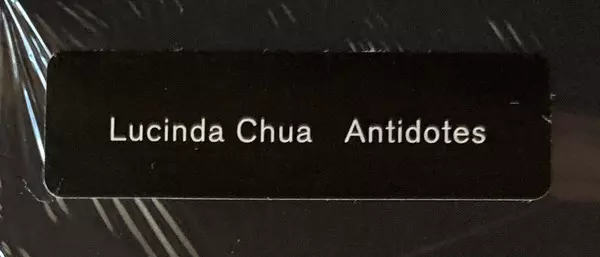 Lucinda Chua Antidotes